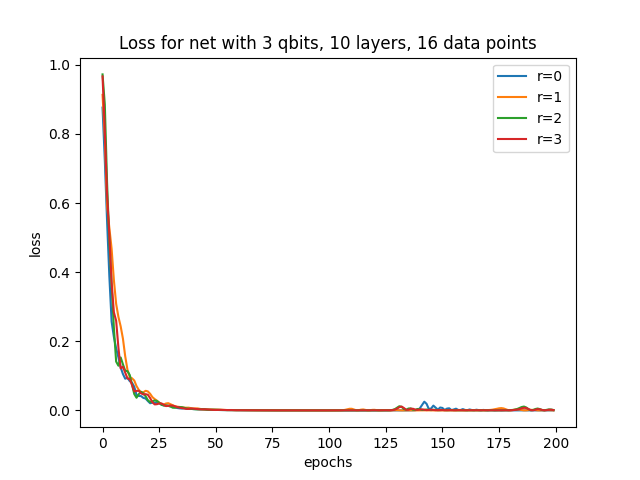 Loss for net with 3 qbits, 10 layers, 16 data points
1.0
0.8
0.6
0.4
0.2
0.0
loss
r=0
r=1
r=2
r=3
0 25 50 75 100 125 150 175 200
epochs